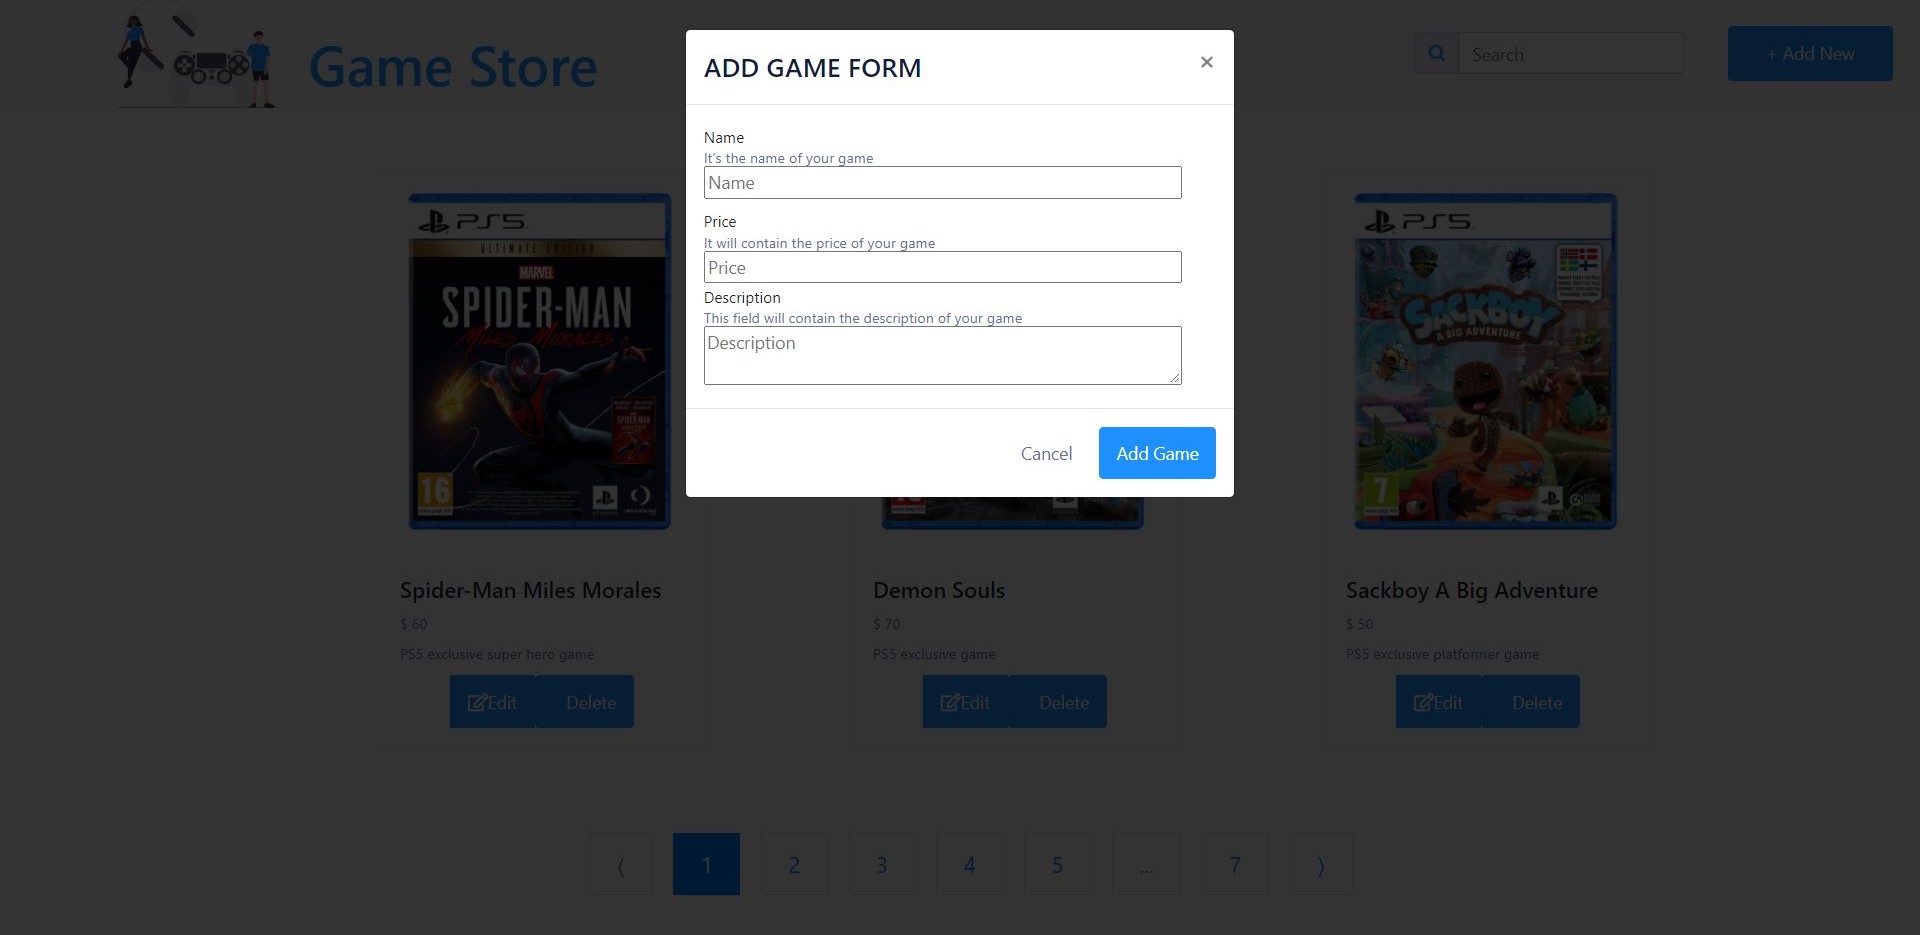 Game Store
Search
+ Add New
ADD GAME FORM
×
Name
It's the name of your game
Name
Price
It will contain the price of your game
Price
Description
This field will contain the description of your game
Description
Cancel
Add Game
PS5
ULTIMATE EDITION
MARVEL
SPIDER-MAN
MILES MORALES
16
PS5
SACKBOY
A BIG ADVENTURE
7
Spider-Man Miles Morales
$ 60
PS5 exclusive super hero game
Edit Delete
Demon Souls
$ 70
PS5 exclusive game
Edit Delete
Sackboy A Big Adventure
$ 50
PS5 exclusive platformer game
Edit Delete
⟨ 1 2 3 4 5 ... 7 ⟩